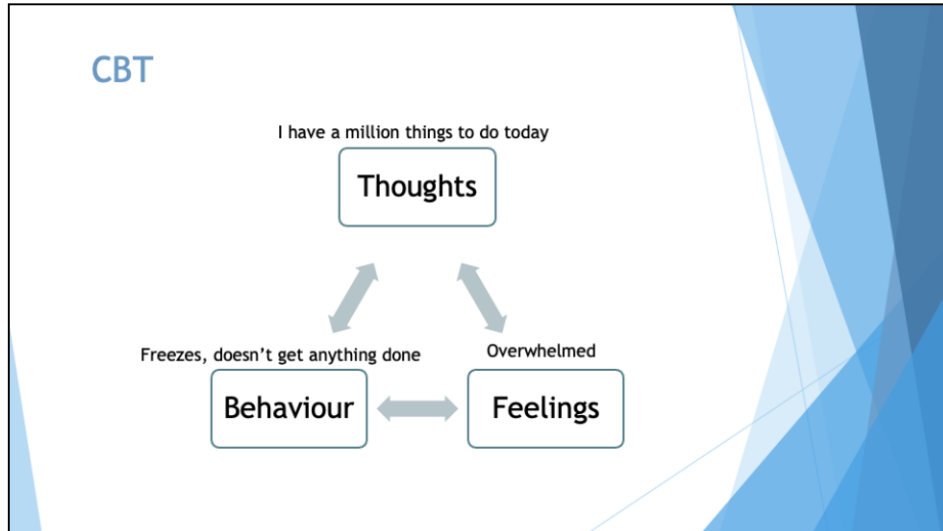 CBT
I have a million things to do today
Thoughts
Freezes, doesn't get anything done
Overwhelmed
Behaviour
Feelings